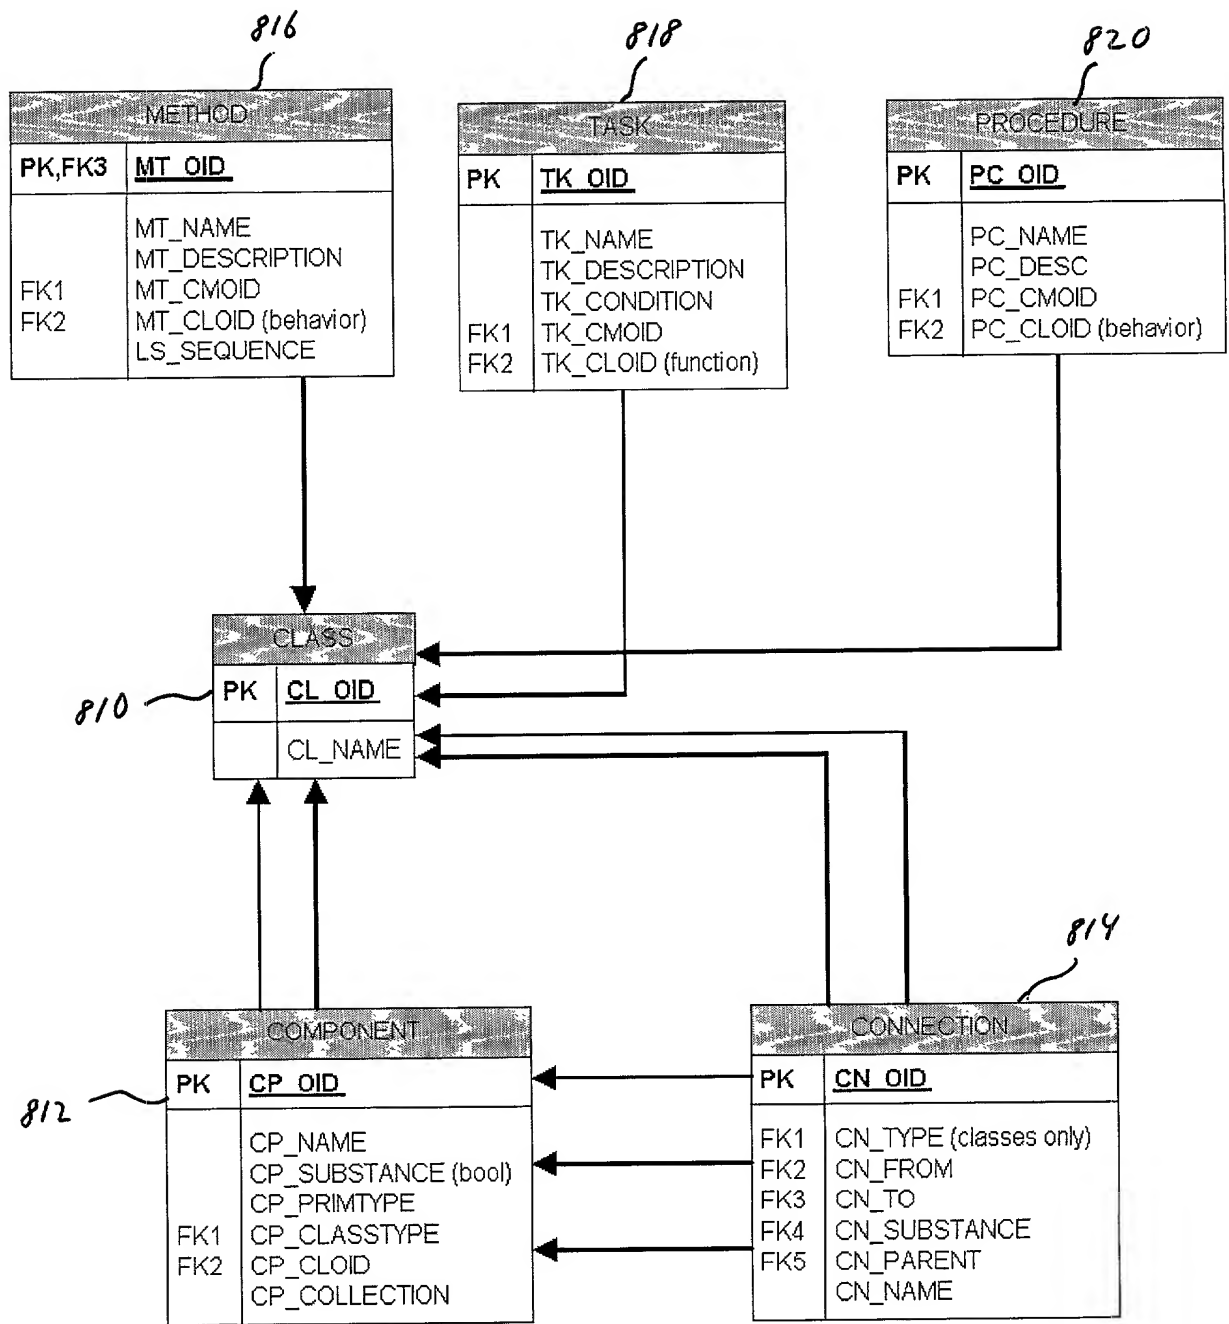 816
818
820
METHOD
PK,FK3 MT_OID
MT_NAME
MT_DESCRIPTION
FK1 MT_CMOID
FK2 MT_CLOID (behavior)
LS_SEQUENCE
TASK
PK TK_OID
TK_NAME
TK_DESCRIPTION
TK_CONDITION
FK1 TK_CMOID
FK2 TK_CLOID (function)
PROCEDURE
PK PC_OID
PC_NAME
PC_DESC
FK1 PC_CMOID
FK2 PC_CLOID (behavior)
CLASS
810
PK CL_OID
CL_NAME
814
COMPONENT
812
PK CP_OID
CP_NAME
CP_SUBSTANCE (bool)
CP_PRIMTYPE
FK1 CP_CLASSTYPE
FK2 CP_CLOID
CP_COLLECTION
CONNECTION
PK CN_OID
FK1 CN_TYPE (classes only)
FK2 CN_FROM
FK3 CN_TO
FK4 CN_SUBSTANCE
FK5 CN_PARENT
CN_NAME